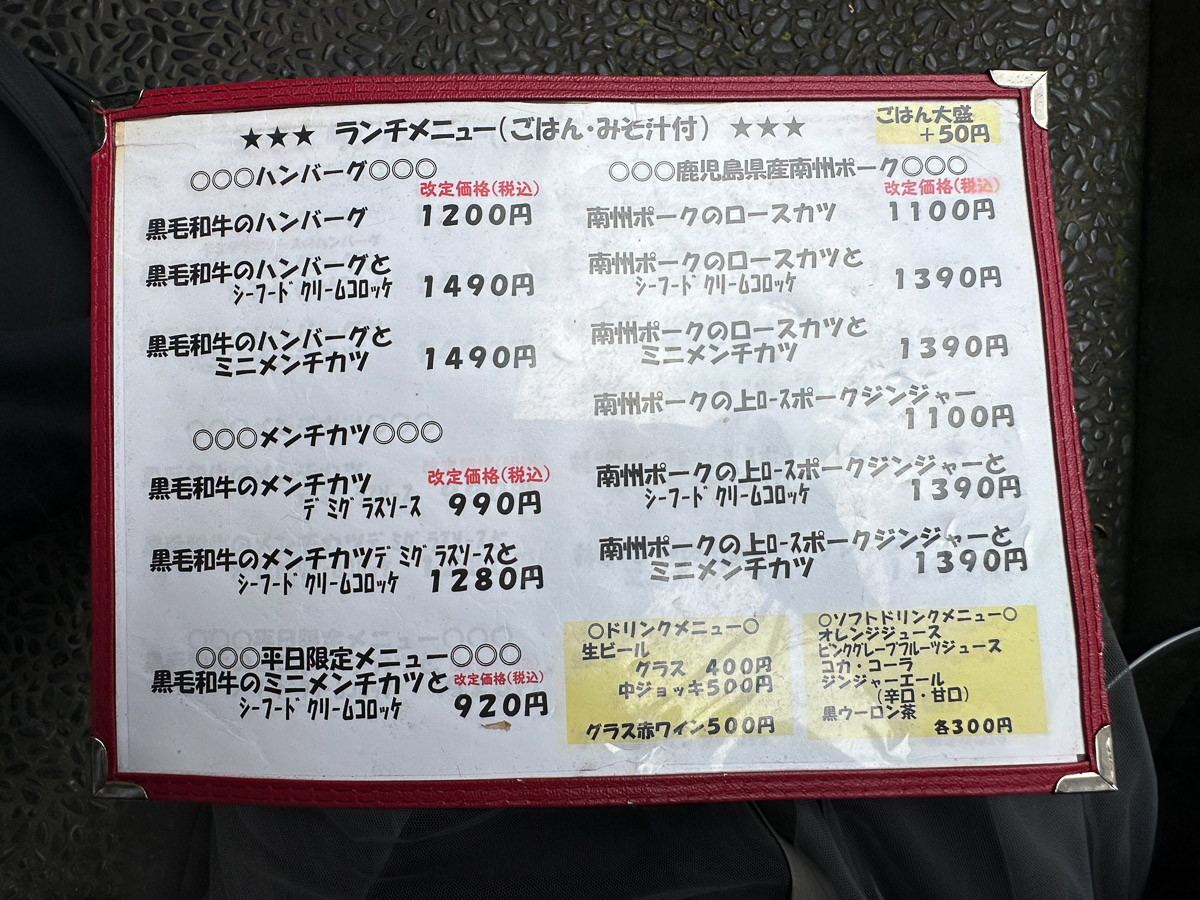 ★★★ ランチメニュー(ごはん・みそ汁付) ★★★
ごはん大盛
+50円
○○○ハンバーグ○○○
改定価格(税込)
黒毛和牛のハンバーグ 1200円
黒毛和牛のハンバーグと
シーフードクリームコロッケ 1490円
黒毛和牛のハンバーグと
ミニメンチカツ 1490円
○○○メンチカツ○○○
改定価格(税込)
黒毛和牛のメンチカツ
デミグラスソース 990円
黒毛和牛のメンチカツデミグラスソースと
シーフードクリームコロッケ 1280円
○○○平日限定メニュー○○○
黒毛和牛のミニメンチカツと 改定価格(税込)
シーフードクリームコロッケ 920円
○○○鹿児島県産南州ポーク○○○
改定価格(税込)
南州ポークのロースカツ 1100円
南州ポークのロースカツと
シーフードクリームコロッケ 1390円
南州ポークのロースカツと
ミニメンチカツ 1390円
南州ポークの上ロースポークジンジャー
1100円
南州ポークの上ロースポークジンジャーと
シーフードクリームコロッケ 1390円
南州ポークの上ロースポークジンジャーと
ミニメンチカツ 1390円
○ドリンクメニュー○
生ビール
グラス 400円
中ジョッキ500円
グラス赤ワイン500円
○ソフトドリンクメニュー○
オレンジジュース
ピンクグレープフルーツジュース
コカ・コーラ
ジンジャーエール
(辛口・甘口)
黒ウーロン茶
各300円